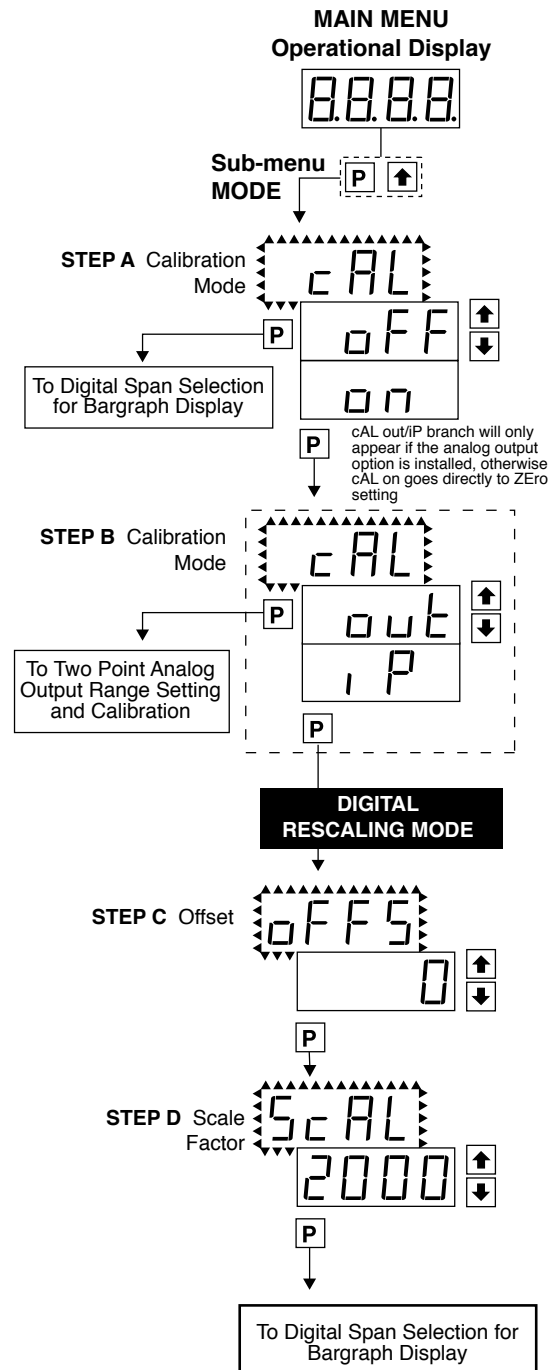 MAIN MENU
Operational Display
8.8.8.8.
Sub-menu
MODE
P
STEP A Calibration
Mode
cAL
P
oFF
on
To Digital Span Selection
for Bargraph Display
P
cAL out/iP branch will only
appear if the analog output
option is installed, otherwise
cAL on goes directly to ZEro
setting
STEP B Calibration
Mode
cAL
P
out
iP
To Two Point Analog
Output Range Setting
and Calibration
P
DIGITAL
RESCALING MODE
STEP C Offset
oFFS
0
P
STEP D Scale
Factor
ScAL
2000
P
To Digital Span Selection for
Bargraph Display